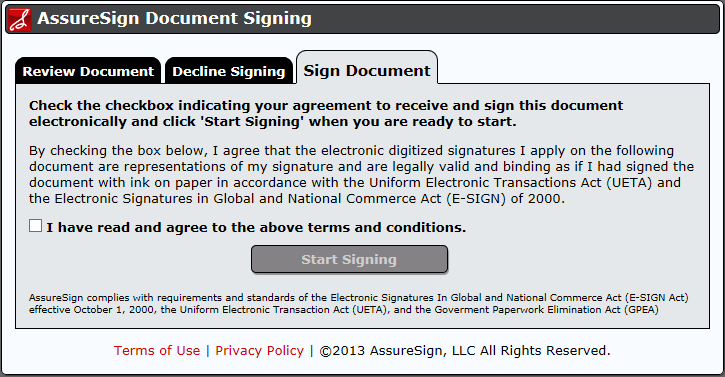 AssureSign Document Signing
Review Document
Decline Signing
Sign Document
Check the checkbox indicating your agreement to receive and sign this document
electronically and click 'Start Signing' when you are ready to start.
By checking the box below, I agree that the electronic digitized signatures I apply on the following
document are representations of my signature and are legally valid and binding as if I had signed the
document with ink on paper in accordance with the Uniform Electronic Transactions Act (UETA) and
the Electronic Signatures in Global and National Commerce Act (E-SIGN) of 2000.
I have read and agree to the above terms and conditions.
Start Signing
AssureSign complies with requirements and standards of the Electronic Signatures In Global and National Commerce Act (E-SIGN Act)
effective October 1, 2000, the Uniform Electronic Transaction Act (UETA), and the Goverment Paperwork Elimination Act (GPEA)
Terms of Use | Privacy Policy | ©2013 AssureSign, LLC All Rights Reserved.